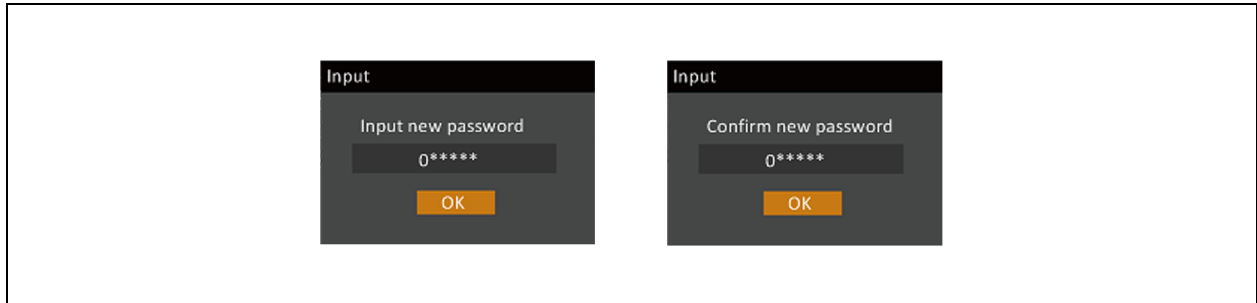 Input
Input new password
0*****
OK
Input
Confirm new password
0*****
OK